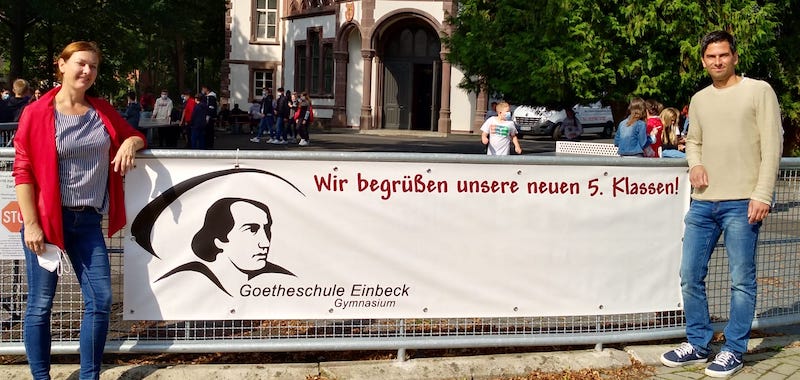 Wir begrüßen unsere neuen 5. Klassen!
Goetheschule Einbeck
Gymnasium